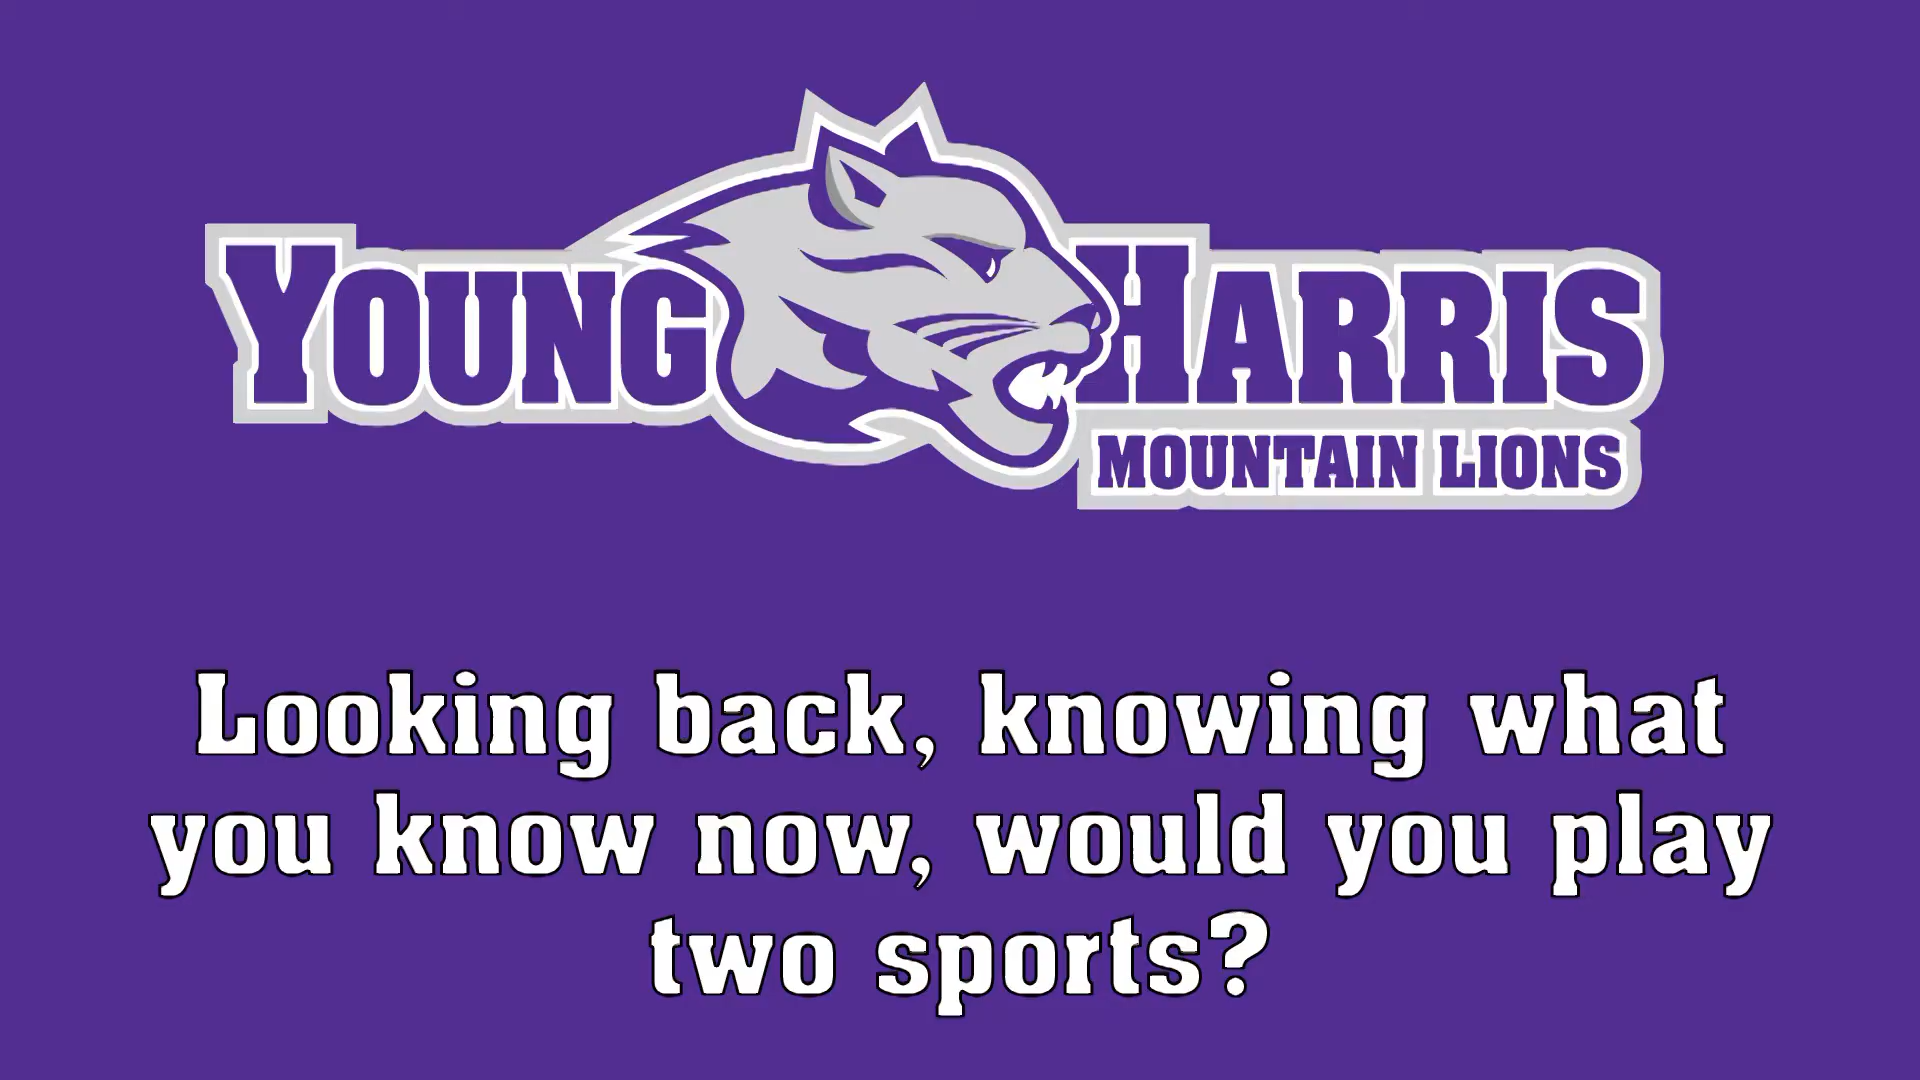 YOUNG HARRIS
MOUNTAIN LIONS
Looking back, knowing what
you know now, would you play
two sports?